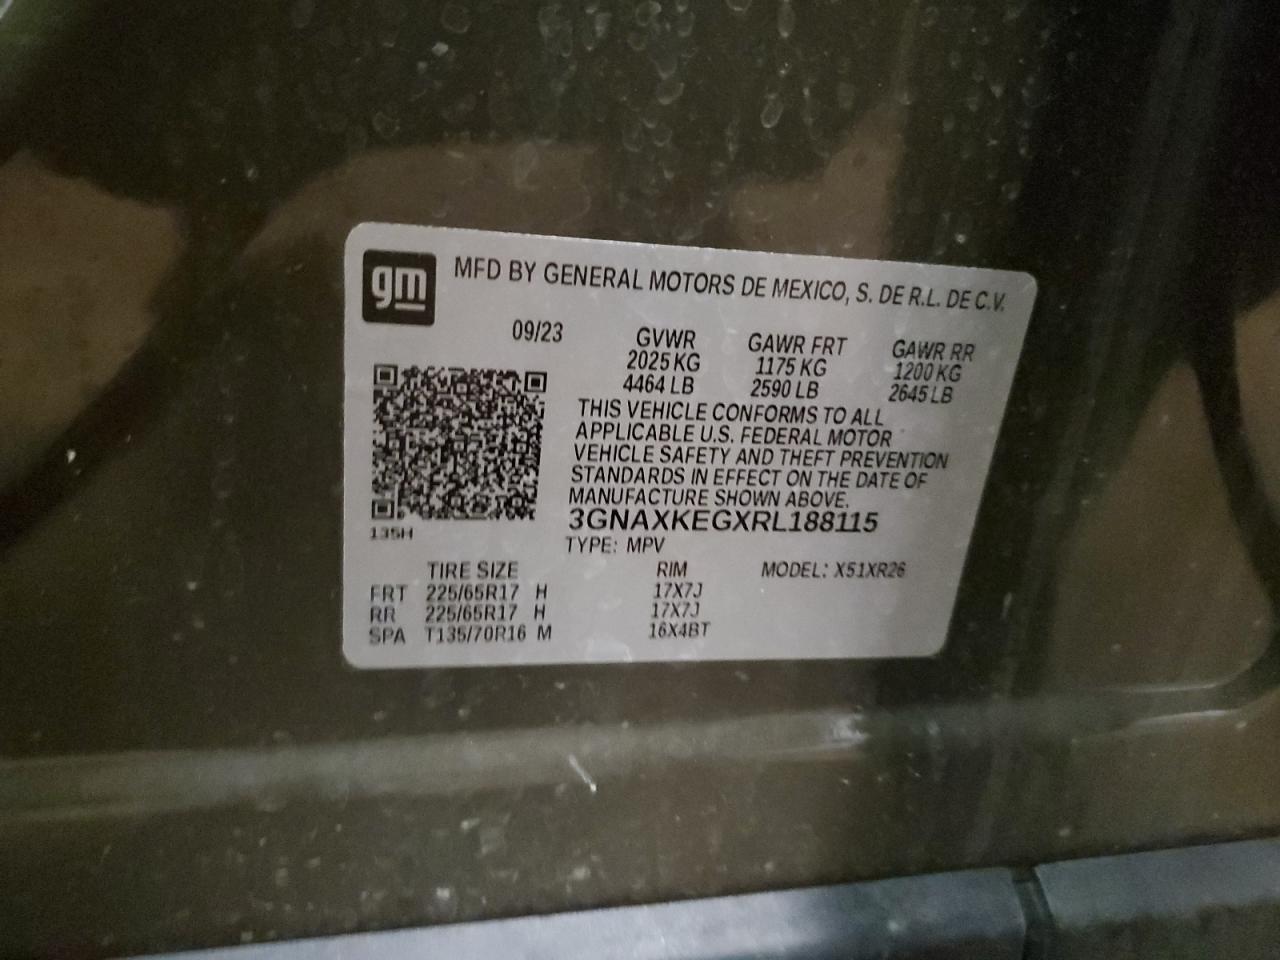 gm
MFD BY GENERAL MOTORS DE MEXICO, S. DE R.L. DE C.V.
09/23 GVWR GAWR FRT GAWR RR
2025 KG 1175 KG 1200 KG
4464 LB 2590 LB 2645 LB
THIS VEHICLE CONFORMS TO ALL
APPLICABLE U.S. FEDERAL MOTOR
VEHICLE SAFETY AND THEFT PREVENTION
STANDARDS IN EFFECT ON THE DATE OF
MANUFACTURE SHOWN ABOVE.
3GNAXKEGXRL188115
135H
TYPE: MPV
TIRE SIZE RIM MODEL: X51XR26
FRT 225/65R17 H 17X7J
RR 225/65R17 H 17X7J
SPA T135/70R16 M 16X4BT